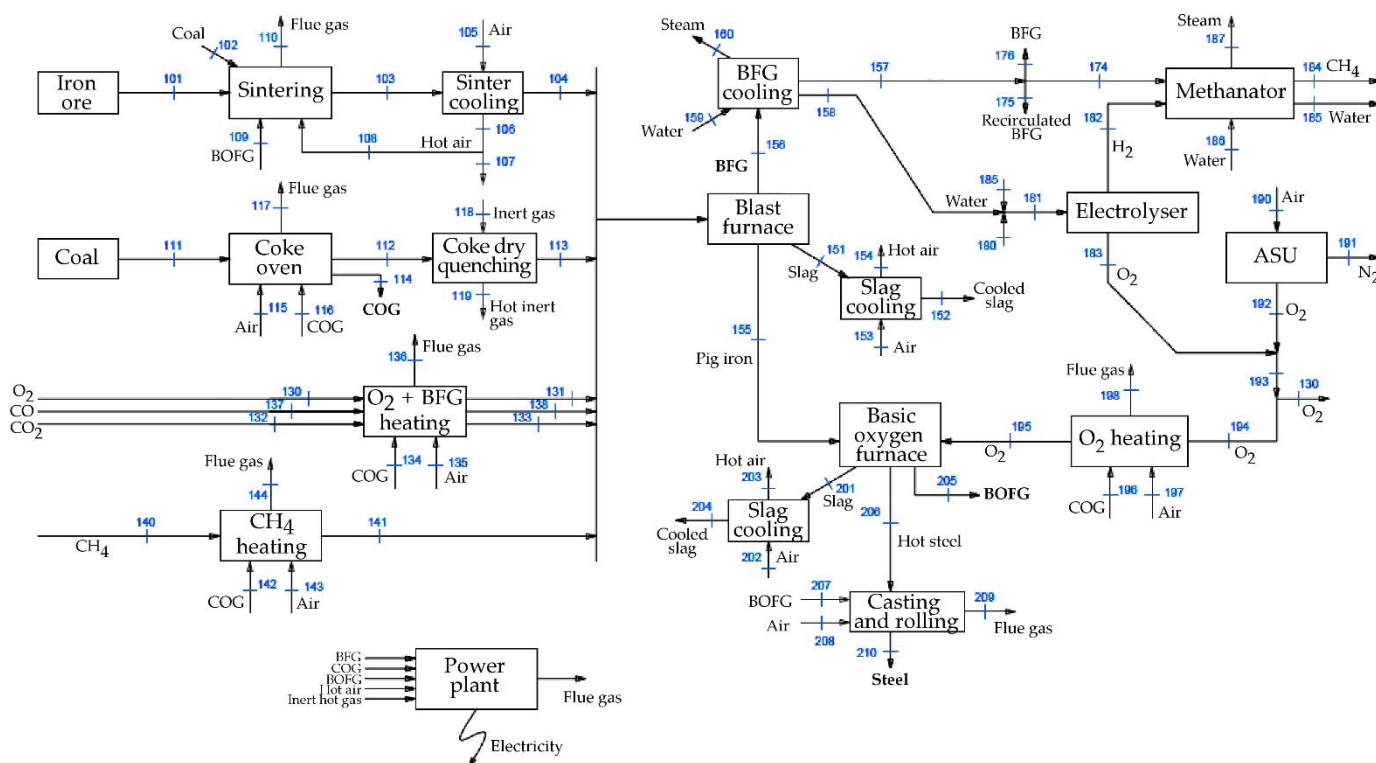 Coal
102
110
Flue gas
105
Air
Iron
ore
101
Sintering
103
Sinter
cooling
104
109
BOFG
108
Hot air
106
107
117
Flue gas
118
Inert gas
Coal
111
Coke
oven
112
Coke dry
quenching
113
114
COG
115
Air
116
COG
119
Hot inert
gas
136
Flue gas
O2
CO
CO2
130
137
132
O2 + BFG
heating
131
138
133
134
COG
135
Air
Flue gas
144
140
CH4
CH4
heating
141
142
COG
143
Air
BFG
COG
BOFG
Hot air
Inert hot gas
Power
plant
Flue gas
Electricity
Steam
160
BFG
cooling
157
158
159
Water
156
BFG
BFG
176
175
Recirculated
BFG
174
Steam
187
Methanator
184
CH4
185
Water
182
H2
186
Water
Blast
furnace
Water
185
180
181
Electrolyser
183
O2
190
Air
ASU
191
N2
192
O2
151
Slag
154
Hot air
Slag
cooling
152
Cooled
slag
153
Air
155
Pig iron
193
130
O2
Flue gas
198
Basic
oxygen
furnace
195
O2
O2 heating
194
O2
196
COG
197
Air
Hot air
203
201
Slag
205
BOFG
204
Cooled
slag
Slag
cooling
202
Air
206
Hot steel
BOFG
207
Air
208
Casting
and rolling
209
Flue gas
210
Steel